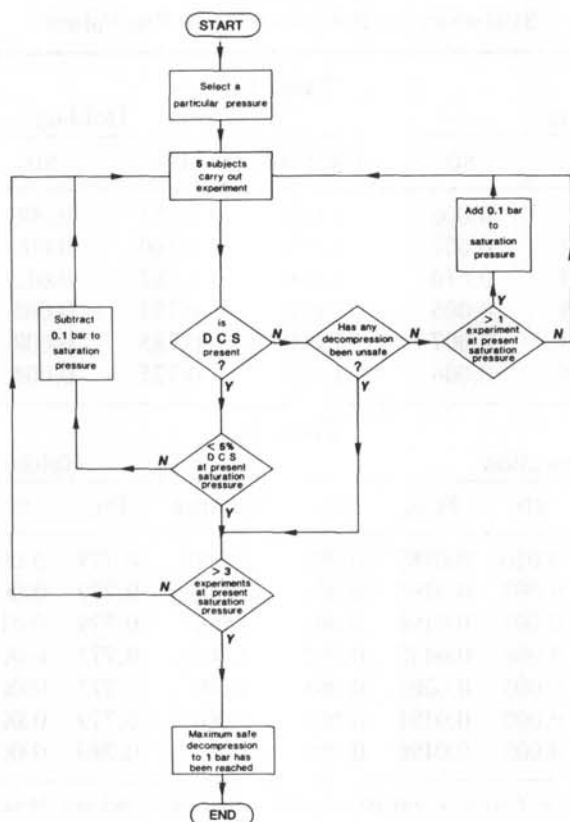 START
Select a
particular pressure
5 subjects
carry out
experiment
Add 0.1 bar
to
saturation
pressure
Subtract
0.1 bar to
saturation
pressure
is
DCS
present
?
N
Has any
decompression
been unsafe
?
N
> 1
experiment
at present
saturation
pressure
N
Y
Y
Y
< 5%
DCS
at present
saturation
pressure
N
Y
> 3
experiments
at present
saturation
pressure
N
Y
Maximum safe
decompression
to 1 bar has
been reached
END